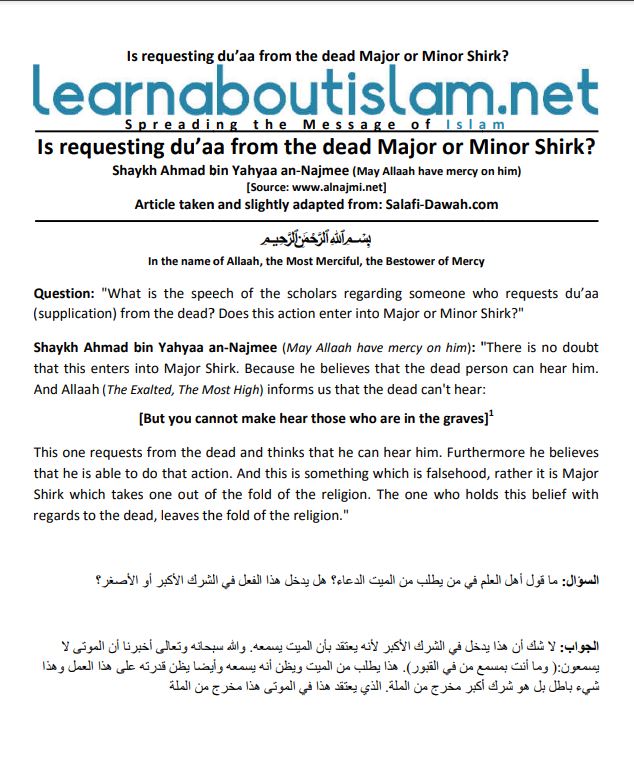 Is requesting du’aa from the dead Major or Minor Shirk?
learnaboutislam.net
Spreading the Message of Islam
Is requesting du’aa from the dead Major or Minor Shirk?
Shaykh Ahmad bin Yahyaa an-Najmee (May Allaah have mercy on him)
[Source: www.alnajmi.net]
Article taken and slightly adapted from: Salafi-Dawah.com
بِسْمِ اللَّهِ الرَّحْمَٰنِ الرَّحِيمِ
In the name of Allaah, the Most Merciful, the Bestower of Mercy
Question: "What is the speech of the scholars regarding someone who requests du’aa
(supplication) from the dead? Does this action enter into Major or Minor Shirk?"
Shaykh Ahmad bin Yahyaa an-Najmee (May Allaah have mercy on him): "There is no doubt
that this enters into Major Shirk. Because he believes that the dead person can hear him.
And Allaah (The Exalted, The Most High) informs us that the dead can't hear:
[But you cannot make hear those who are in the graves]1
This one requests from the dead and thinks that he can hear him. Furthermore he believes
that he is able to do that action. And this is something which is falsehood, rather it is Major
Shirk which takes one out of the fold of the religion. The one who holds this belief with
regards to the dead, leaves the fold of the religion."
السؤال: ما قول أهل العلم في من يطلب من الميت الدعاء؟ هل يدخل هذا الفعل في الشرك الأكبر أو الأصغر؟
الجواب: لا شك أن هذا يدخل في الشرك الأكبر لأنه يعتقد بأن الميت يسمعه. والله سبحانه وتعالى أخبرنا أن الموتى لا
يسمعون:( وما أنت بمسمع من في القبور). هذا يطلب من الميت ويظن أنه يسمعه وأيضا يظن قدرته على هذا العمل وهذا
شيء باطل بل هو شرك أكبر مخرج من الملة. الذي يعتقد هذا في الموتى هذا مخرج من الملة